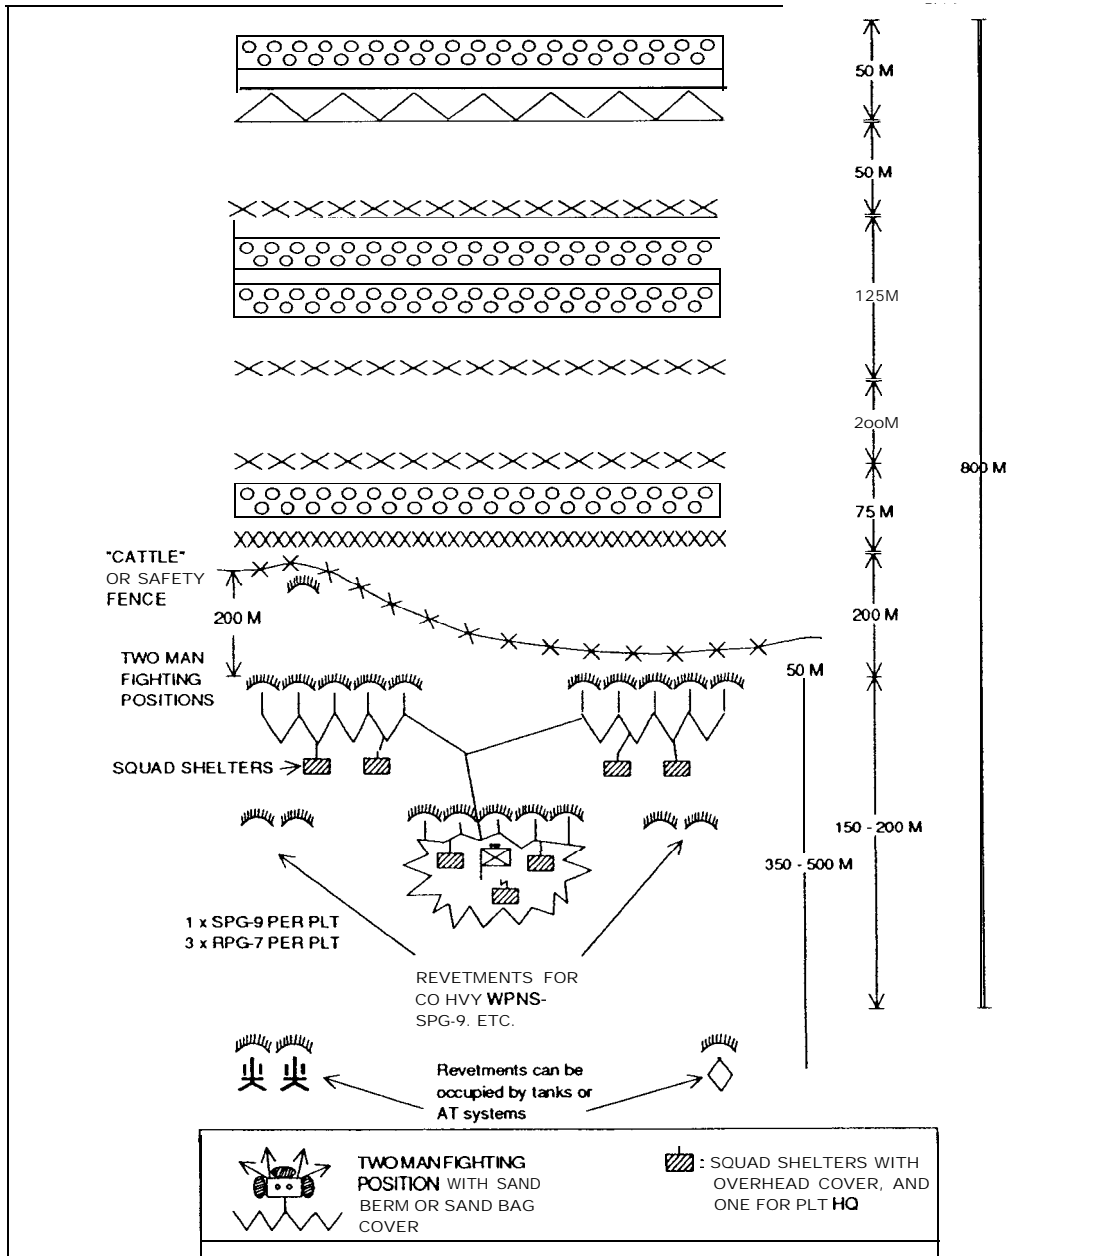 50 M
50 M
125M
2ooM
800 M
75 M
"CATTLE"
OR SAFETY
FENCE
200 M
200 M
TWO MAN
FIGHTING
POSITIONS
50 M
SQUAD SHELTERS
150 - 200 M
350 - 500 M
1 x SPG-9 PER PLT
3 x RPG-7 PER PLT
REVETMENTS FOR
CO HVY WPNS-
SPG-9. ETC.
Revetments can be
occupied by tanks or
AT systems
TWO MAN FIGHTING
POSITION WITH SAND
BERM OR SAND BAG
COVER
: SQUAD SHELTERS WITH
OVERHEAD COVER, AND
ONE FOR PLT HQ